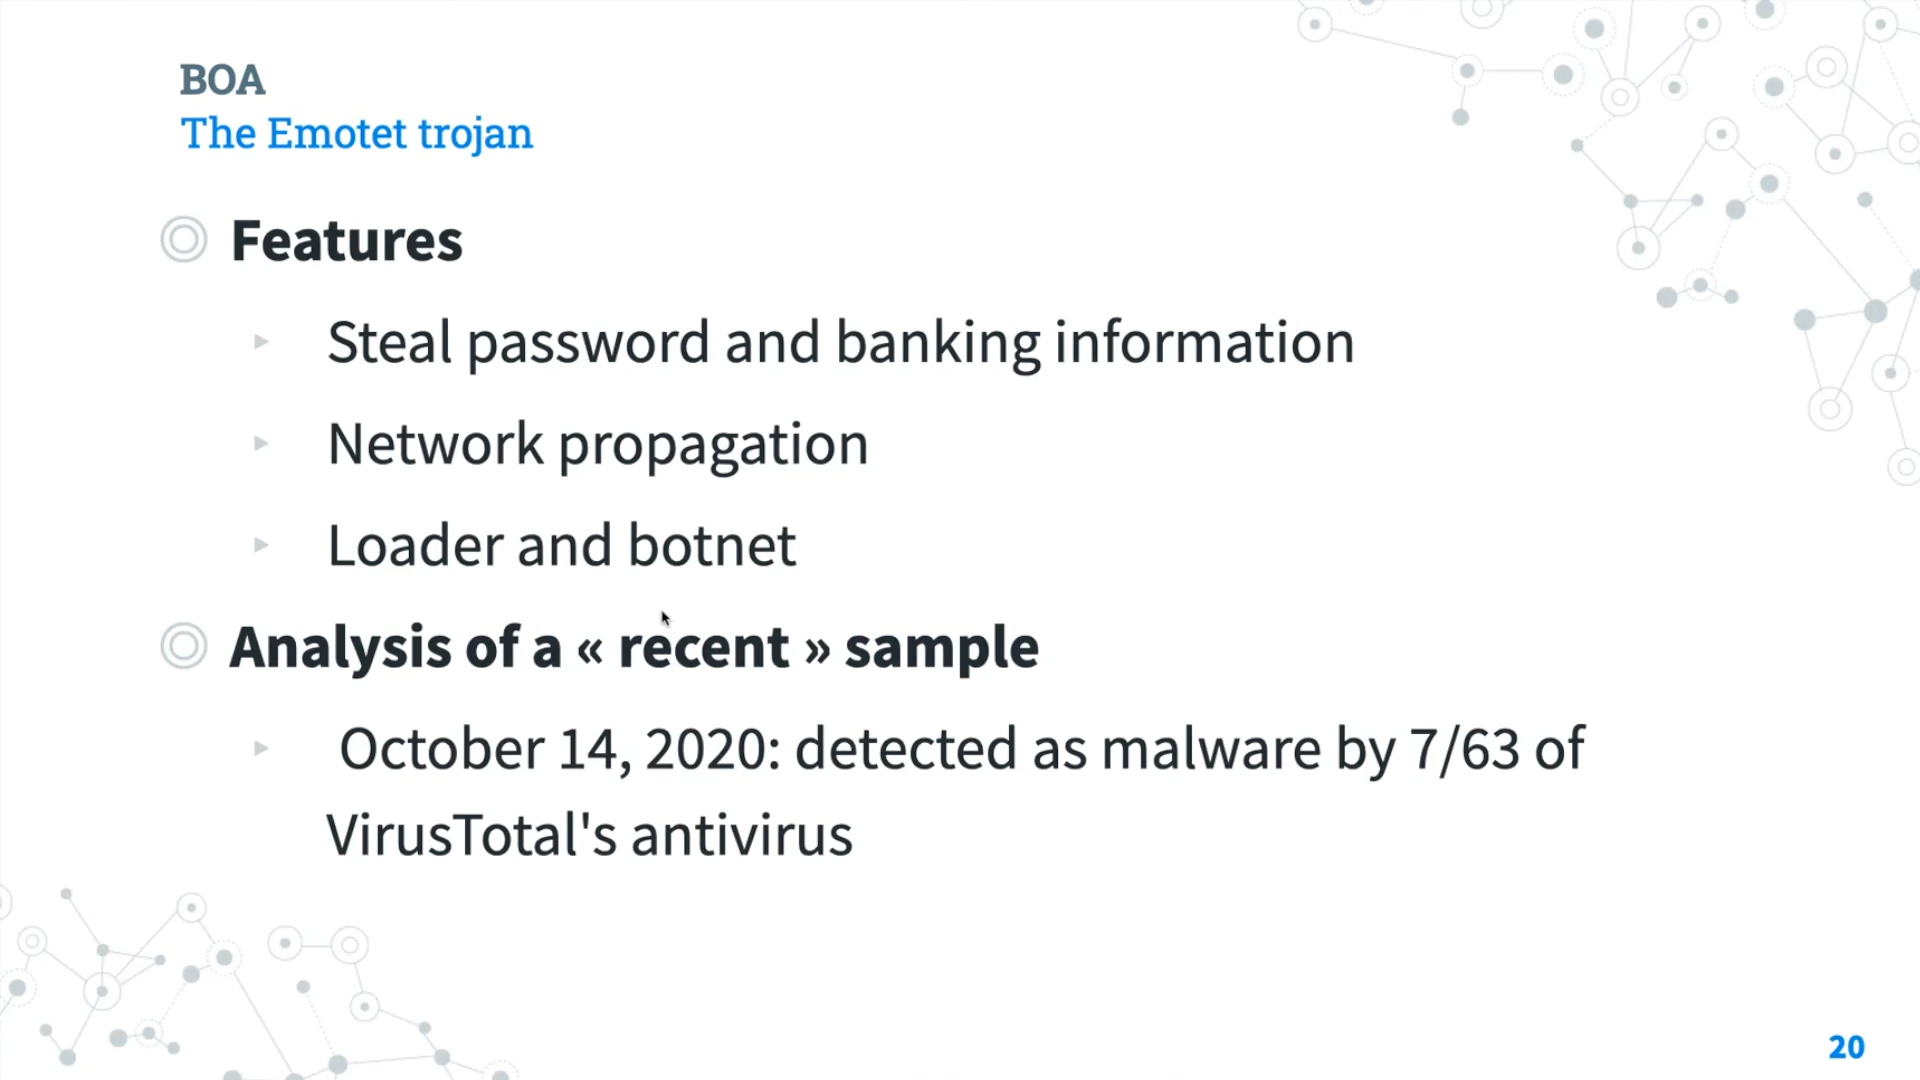 BOA
The Emotet trojan
Features
Steal password and banking information
Network propagation
Loader and botnet
Analysis of a « recent » sample
October 14, 2020: detected as malware by 7/63 of
VirusTotal's antivirus
20